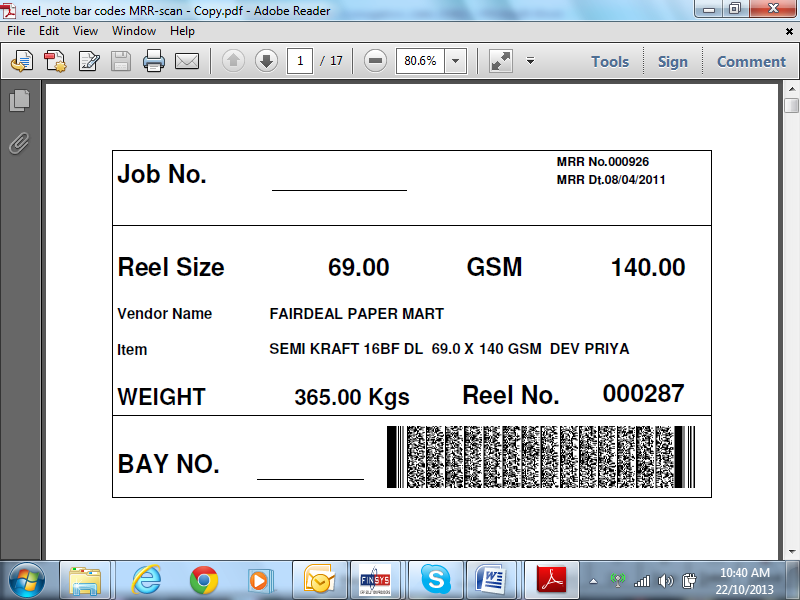 reel_note bar codes MRR-scan - Copy.pdf - Adobe Reader
File Edit View Window Help
1 / 17 80.6% Tools Sign Comment
MRR No.000926
Job No.
MRR Dt.08/04/2011
Reel Size 69.00 GSM 140.00
Vendor Name FAIRDEAL PAPER MART
Item SEMI KRAFT 16BF DL 69.0 X 140 GSM DEV PRIYA
WEIGHT 365.00 Kgs Reel No. 000287
BAY NO.
FINSYS
10:40 AM
22/10/2013